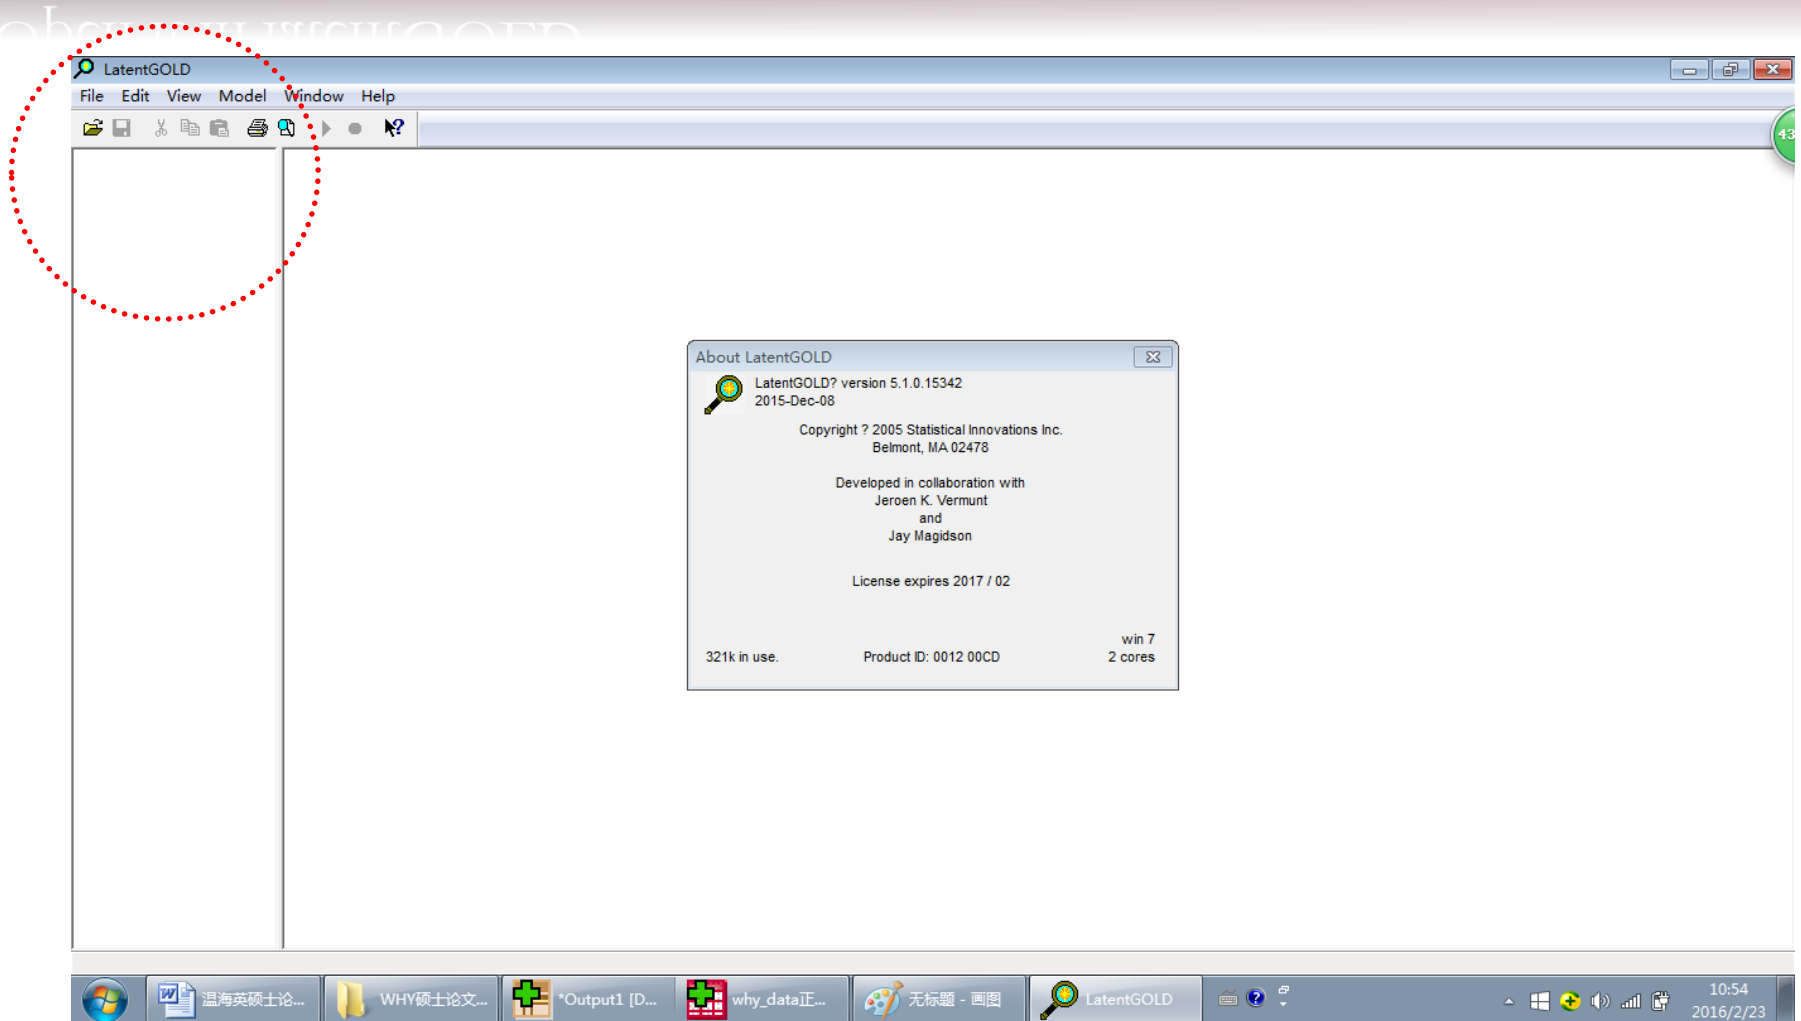 LatentGOLD
File Edit View Model Window Help
43
About LatentGOLD
LatentGOLD? version 5.1.0.15342
2015-Dec-08
Copyright ? 2005 Statistical Innovations Inc.
Belmont, MA 02478
Developed in collaboration with
Jeroen K. Vermunt
and
Jay Magidson
License expires 2017 / 02
win 7
321k in use. Product ID: 0012 00CD 2 cores
温海英硕士论... WHY硕士论文... *Output1 [D... why_data正... 无标题 - 画图 LatentGOLD
10:54
2016/2/23